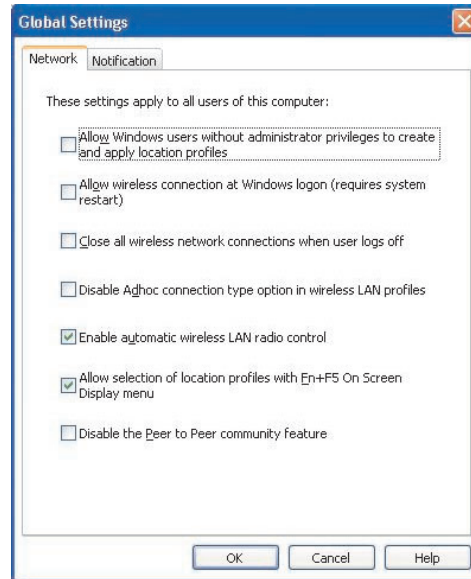 Global Settings
Network Notification
These settings apply to all users of this computer:
Allow Windows users without administrator privileges to create
and apply location profiles
Allow wireless connection at Windows logon (requires system
restart)
Close all wireless network connections when user logs off
Disable Adhoc connection type option in wireless LAN profiles
Enable automatic wireless LAN radio control
Allow selection of location profiles with Fn+F5 On Screen
Display menu
Disable the Peer to Peer community feature
OK Cancel Help